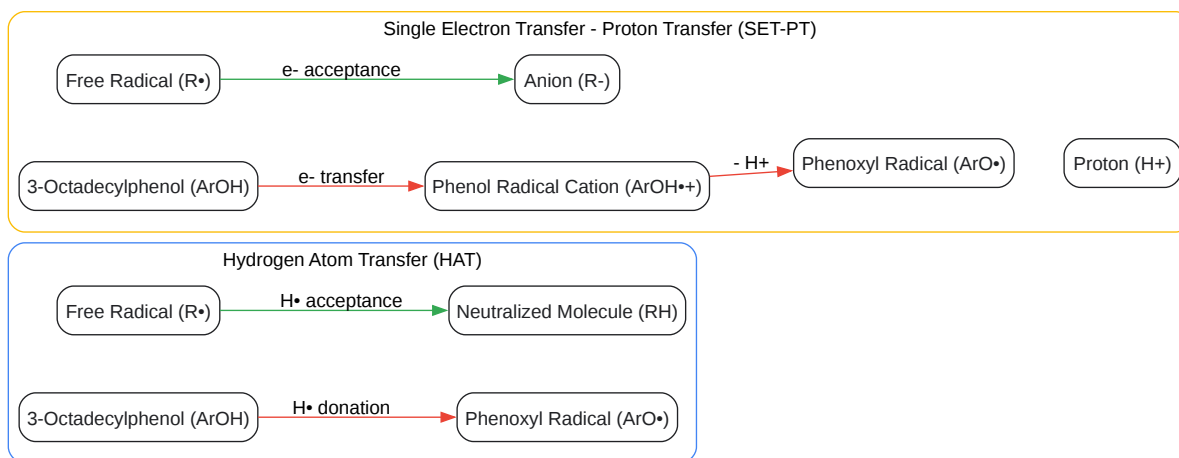 Single Electron Transfer - Proton Transfer (SET-PT)
Free Radical (R•)
e- acceptance
Anion (R-)
3-Octadecylphenol (ArOH)
e- transfer
Phenol Radical Cation (ArOH•+)
- H+
Phenoxyl Radical (ArO•)
Proton (H+)
Hydrogen Atom Transfer (HAT)
Free Radical (R•)
H• acceptance
Neutralized Molecule (RH)
3-Octadecylphenol (ArOH)
H• donation
Phenoxyl Radical (ArO•)